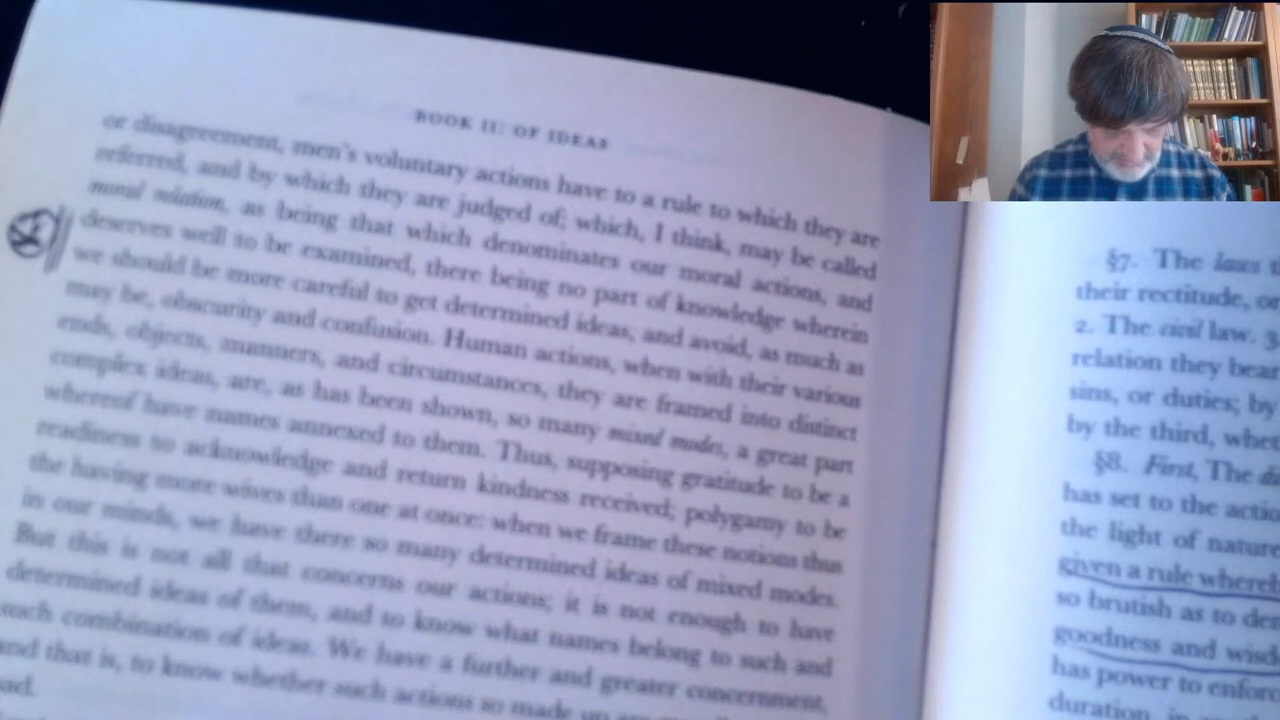 BOOK II: OF IDEAS
or disagreement, men's voluntary actions have to a rule to which they are
referred, and by which they are judged of; which, I think, may be called
moral relation, as being that which denominates our moral actions, and
deserves well to be examined, there being no part of knowledge wherein
we should be more careful to get determined ideas, and avoid, as much as
may be, obscurity and confusion. Human actions, when with their various
ends, objects, manners, and circumstances, they are framed into distinct
complex ideas, are, as has been shown, so many mixed modes, a great part
whereof have names annexed to them. Thus, supposing gratitude to be a
readiness to acknowledge and return kindness received; polygamy to be
the having more wives than one at once: when we frame these notions thus
in our minds, we have there so many determined ideas of mixed modes.
But this is not all that concerns our actions; it is not enough to have
determined ideas of them, and to know what names belong to such and
such combination of ideas. We have a further and greater concernment,
and that is, to know whether such actions so made up are
§7. The laws
their rectitude, or
2. The civil law. 3
relation they bear
sins, or duties; by
by the third, whet
§8. First, The
has set to the actio
the light of nature
given a rule whereb
so brutish as to de
goodness and wisd
has power to enforc
duration, in